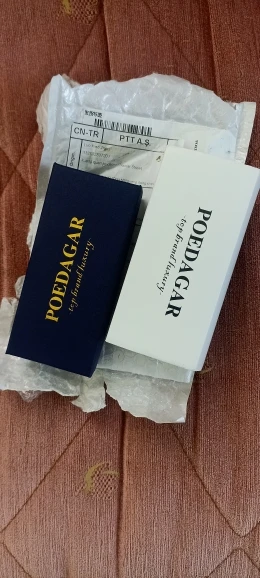 CN-TR
PTT A.Ş
POEDAGAR
-top brand luxury-
POEDAGAR
-top brand luxury-